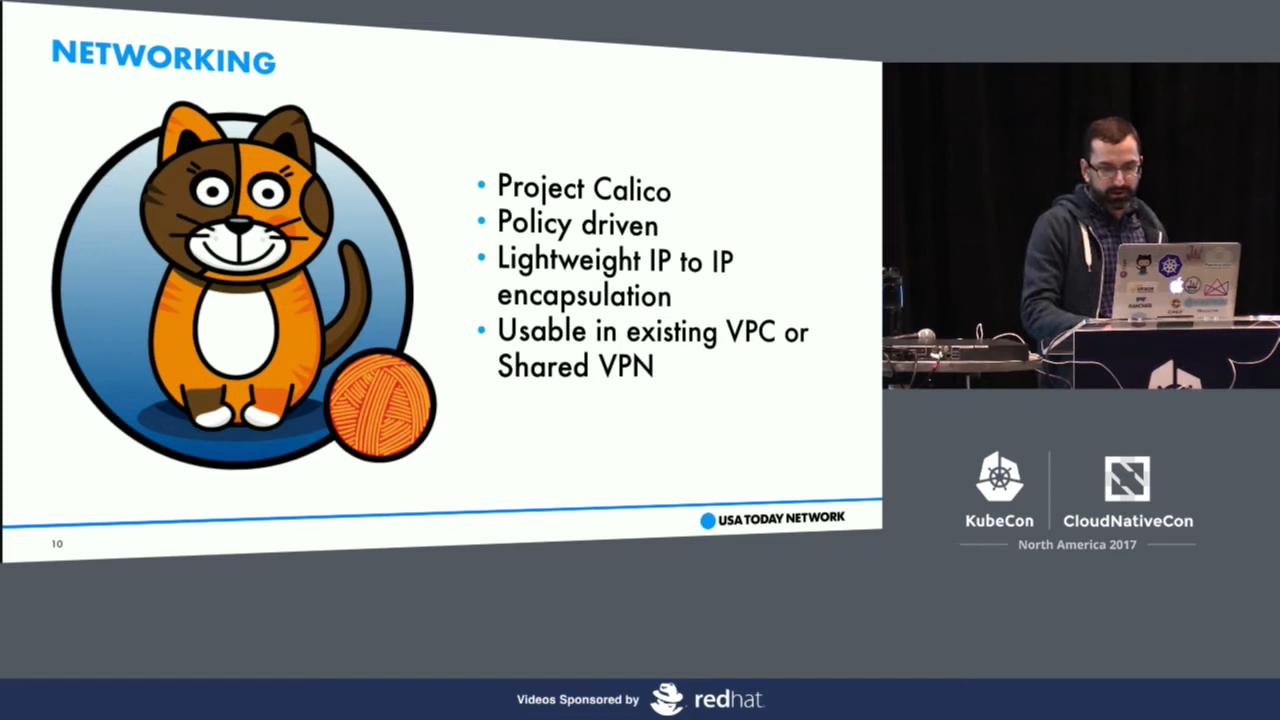 NETWORKING
• Project Calico
• Policy driven
• Lightweight IP to IP
encapsulation
• Usable in existing VPC or
Shared VPN
USA TODAY NETWORK
10
KubeCon
CloudNativeCon
North America 2017
Videos Sponsored by
redhat